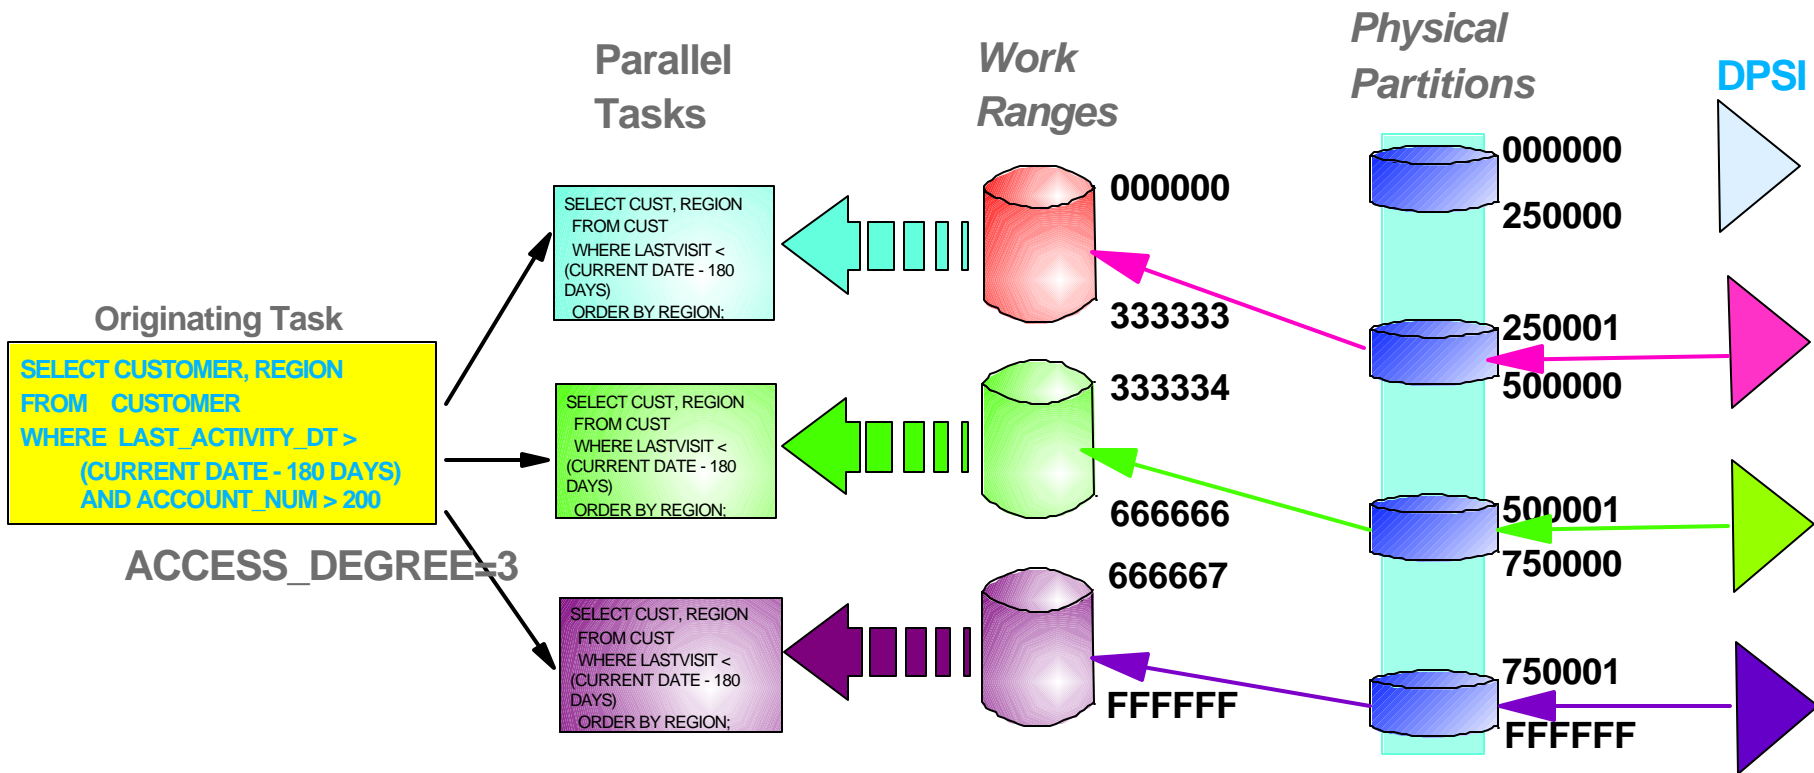 Parallel
Tasks
Work
Ranges
Physical
Partitions
DPSI
Originating Task
SELECT CUSTOMER, REGION
FROM CUSTOMER
WHERE LAST_ACTIVITY_DT >
(CURRENT DATE - 180 DAYS)
AND ACCOUNT_NUM > 200
ACCESS_DEGREE=3
SELECT CUST, REGION
FROM CUST
WHERE LASTVISIT <
(CURRENT DATE - 180
DAYS)
ORDER BY REGION;
SELECT CUST, REGION
FROM CUST
WHERE LASTVISIT <
(CURRENT DATE - 180
DAYS)
ORDER BY REGION;
SELECT CUST, REGION
FROM CUST
WHERE LASTVISIT <
(CURRENT DATE - 180
DAYS)
ORDER BY REGION;
000000
333333
333334
666666
666667
FFFFFF
000000
250000
250001
500000
500001
750000
750001
FFFFFF